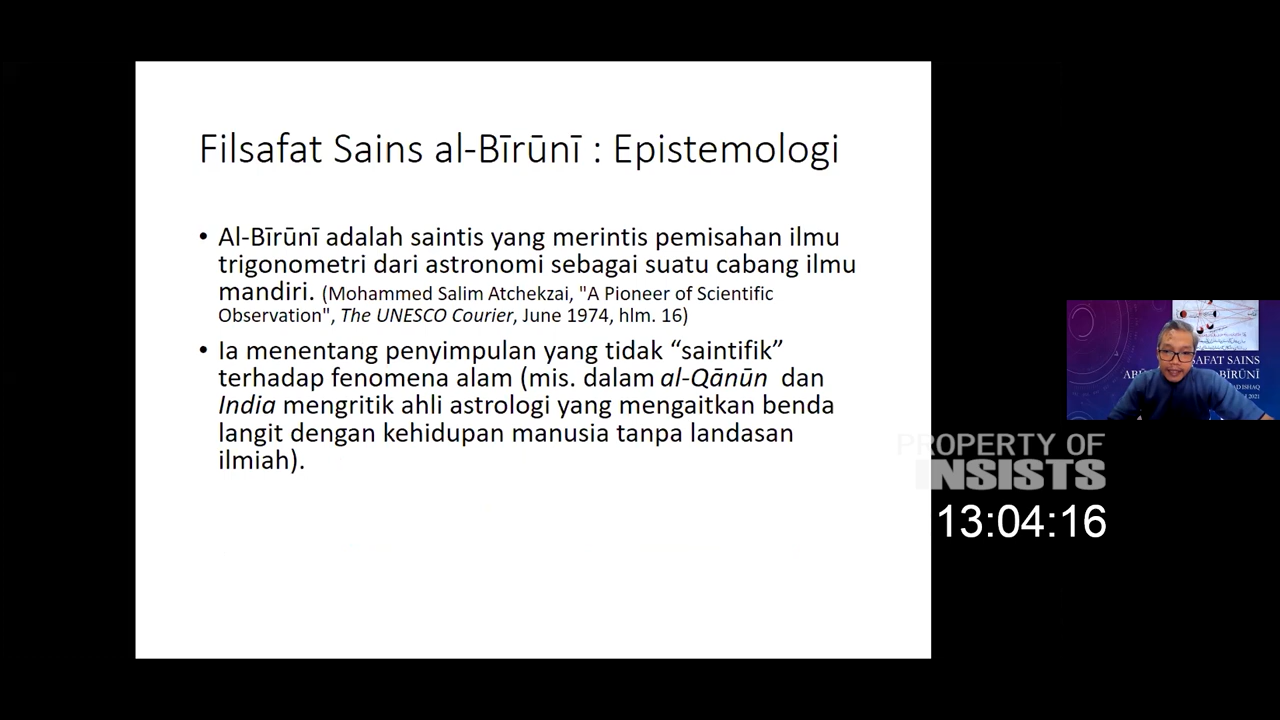 Filsafat Sains al-Bīrūnī : Epistemologi
• Al-Bīrūnī adalah saintis yang merintis pemisahan ilmu
trigonometri dari astronomi sebagai suatu cabang ilmu
mandiri. (Mohammed Salim Atchekzai, "A Pioneer of Scientific
Observation", The UNESCO Courier, June 1974, hlm. 16)
• Ia menentang penyimpulan yang tidak “saintifik”
terhadap fenomena alam (mis. dalam al-Qānūn dan
India mengritik ahli astrologi yang mengaitkan benda
langit dengan kehidupan manusia tanpa landasan
ilmiah).
SAFAT SAINS
BĪRŪNĪ
PROPERTY OF
INSISTS
13:04:16